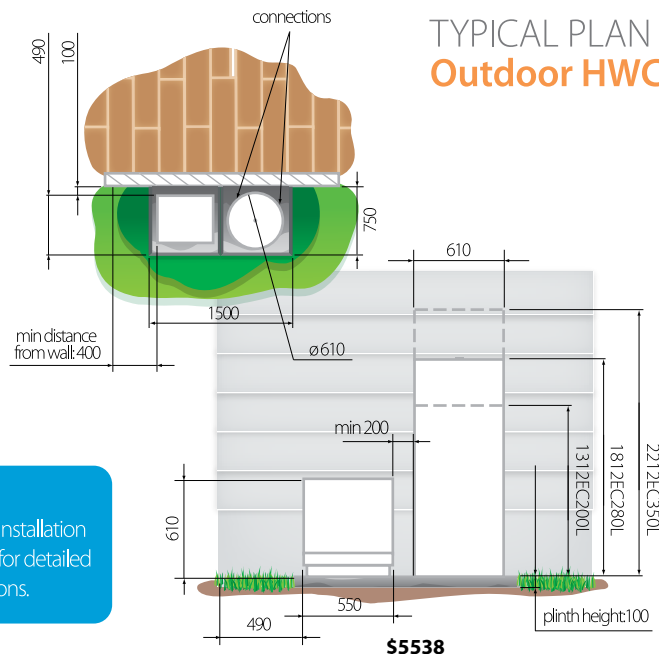 connections
TYPICAL PLAN
Outdoor HWC
490
100
750
1500
min distance
from wall:400
ø610
610
min 200
1312EC200L
1812EC280L
2212EC350L
610
installation
for detailed
ons.
550
490
plinth height:100
$5538